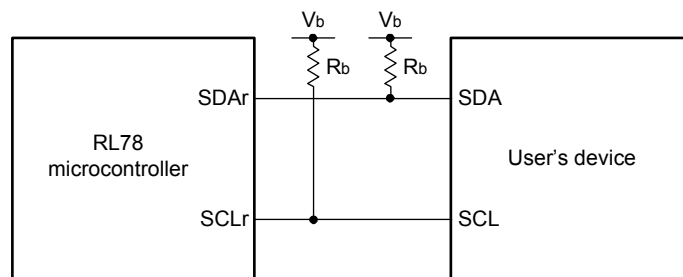 Vb
Vb
Rb
Rb
SDAr
SDA
RL78
microcontroller
User's device
SCLr
SCL